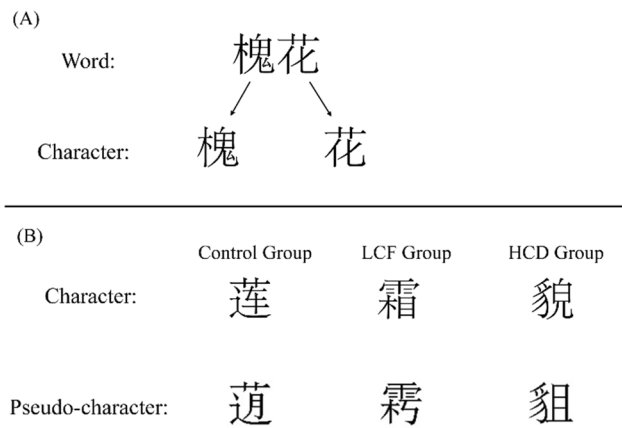 (A)
Word: 槐花
Character: 槐 花
(B)
Control Group LCF Group HCD Group
Character: 莲 霜 貌
Pseudo-character: